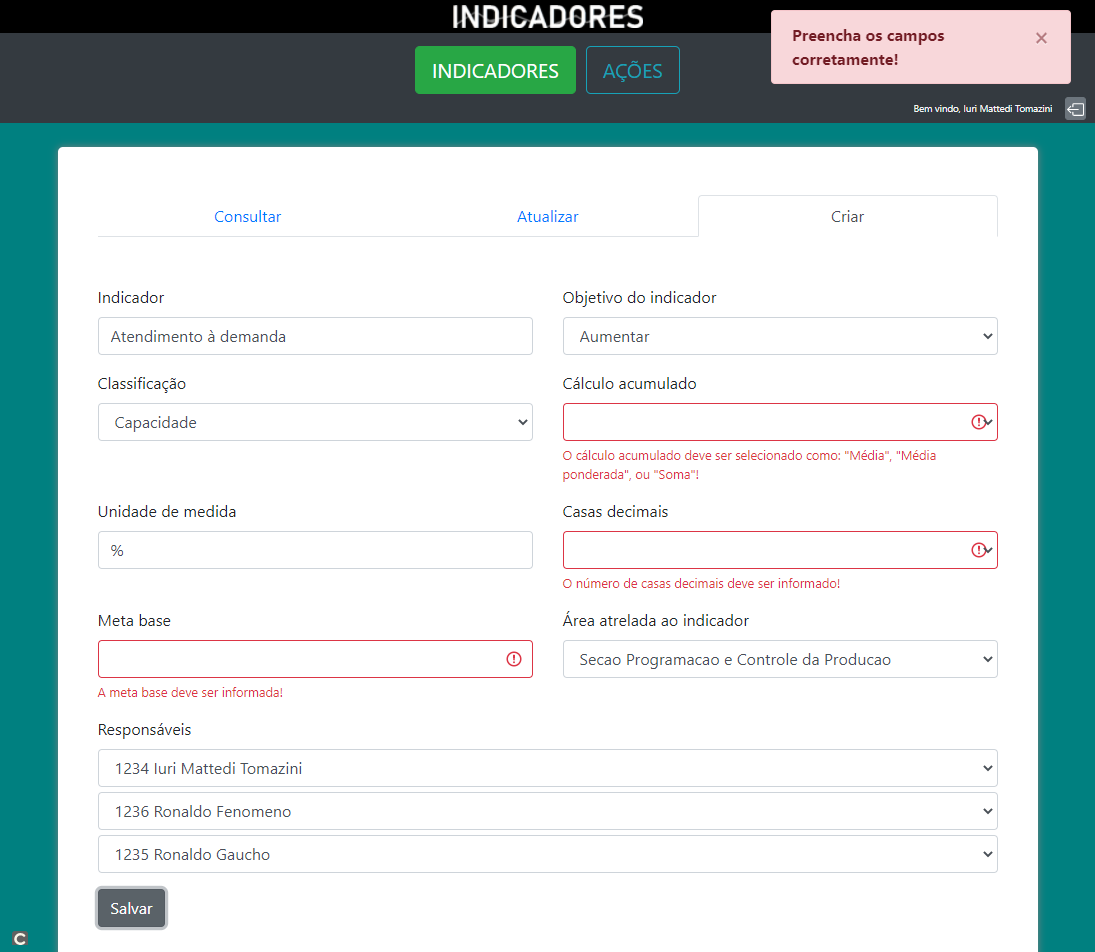 INDICADORES
Preencha os campos
corretamente!
×
INDICADORES
AÇÕES
Bem vindo, Iuri Mattedi Tomazini
Consultar
Atualizar
Criar
Indicador
Objetivo do indicador
Atendimento à demanda
Aumentar
Classificação
Cálculo acumulado
Capacidade
O cálculo acumulado deve ser selecionado como: "Média", "Média
ponderada", ou "Soma"!
Unidade de medida
Casas decimais
%
O número de casas decimais deve ser informado!
Meta base
Área atrelada ao indicador
Secao Programacao e Controle da Producao
A meta base deve ser informada!
Responsáveis
1234 Iuri Mattedi Tomazini
1236 Ronaldo Fenomeno
1235 Ronaldo Gaucho
Salvar
C